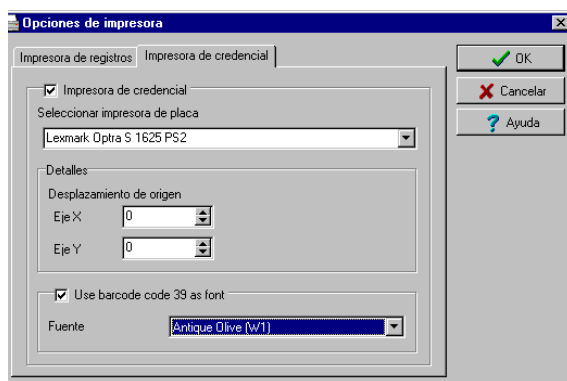 Opciones de impresora
Impresora de registros Impresora de credencial
OK
Cancelar
Ayuda
Impresora de credencial
Seleccionar impresora de placa
Lexmark Optra S 1625 PS2
Detalles
Desplazamiento de origen
Eje X 0
Eje Y 0
Use barcode code 39 as font
Fuente Antique Olive (W1)